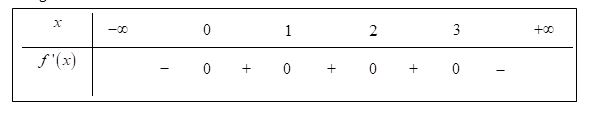 x −∞ 0 1 2 3 +∞
f'(x) − 0 + 0 + 0 + 0 −